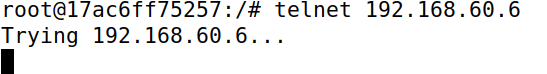 root@17ac6ff75257:/# telnet 192.168.60.6
Trying 192.168.60.6...